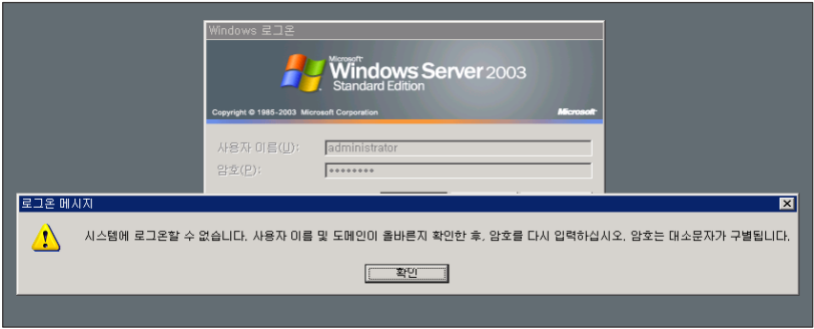 Windows 로그온
Microsoft
Windows Server 2003
Standard Edition
Copyright © 1985-2003 Microsoft Corporation
Microsoft
사용자 이름(U):
administrator
암호(P):
••••••••
로그온 메시지
시스템에 로그온할 수 없습니다. 사용자 이름 및 도메인이 올바른지 확인한 후, 암호를 다시 입력하십시오. 암호는 대소문자가 구별됩니다.
확인